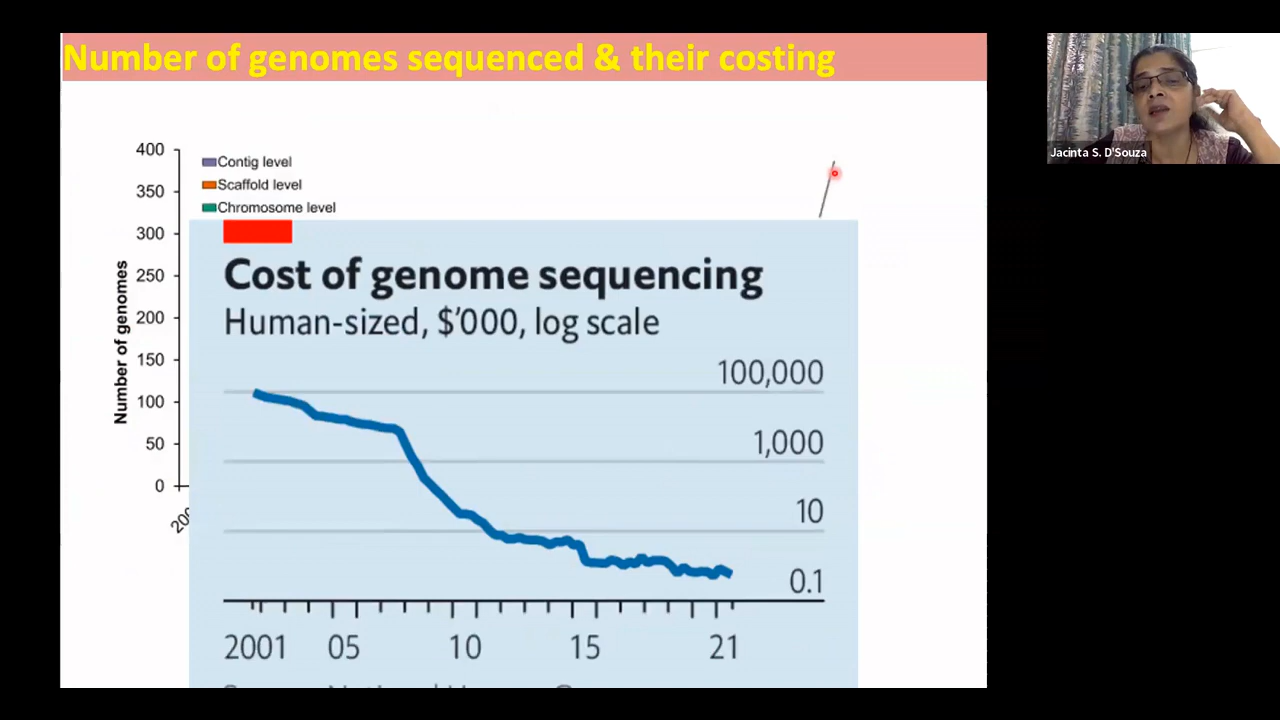 Number of genomes sequenced & their costing
Jacinta S. D'Souza
400
350
300
250
200
150
100
50
0
Number of genomes
Contig level
Scaffold level
Chromosome level
Cost of genome sequencing
Human-sized, $'000, log scale
100,000
1,000
10
0.1
2001 05 10 15 21